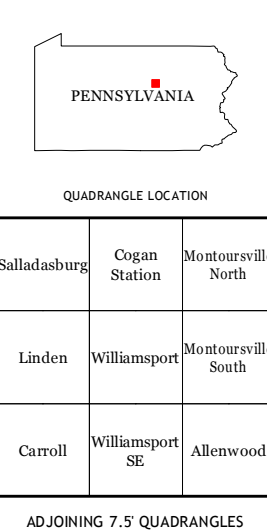 PENNSYLVANIA
QUADRANGLE LOCATION
Salladasburg
Cogan
Station
Montoursville
North
Linden
Williamsport
Montoursville
South
Carroll
Williamsport
SE
Allenwood
ADJOINING 7.5' QUADRANGLES